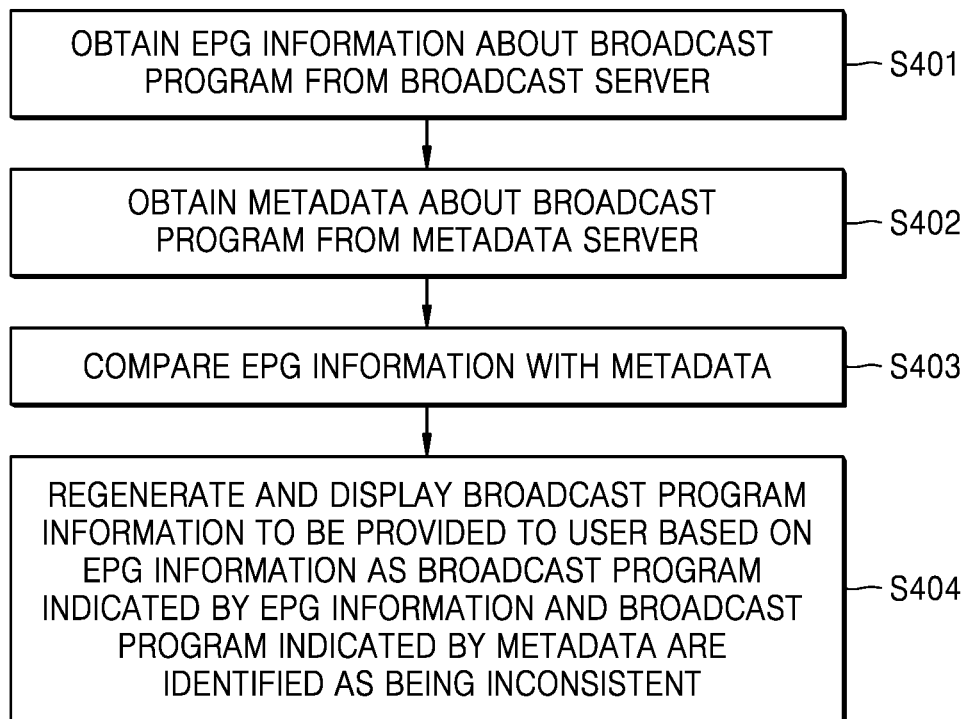 OBTAIN EPG INFORMATION ABOUT BROADCAST
PROGRAM FROM BROADCAST SERVER
S401
OBTAIN METADATA ABOUT BROADCAST
PROGRAM FROM METADATA SERVER
S402
COMPARE EPG INFORMATION WITH METADATA
S403
REGENERATE AND DISPLAY BROADCAST PROGRAM
INFORMATION TO BE PROVIDED TO USER BASED ON
EPG INFORMATION AS BROADCAST PROGRAM
INDICATED BY EPG INFORMATION AND BROADCAST
PROGRAM INDICATED BY METADATA ARE
IDENTIFIED AS BEING INCONSISTENT
S404